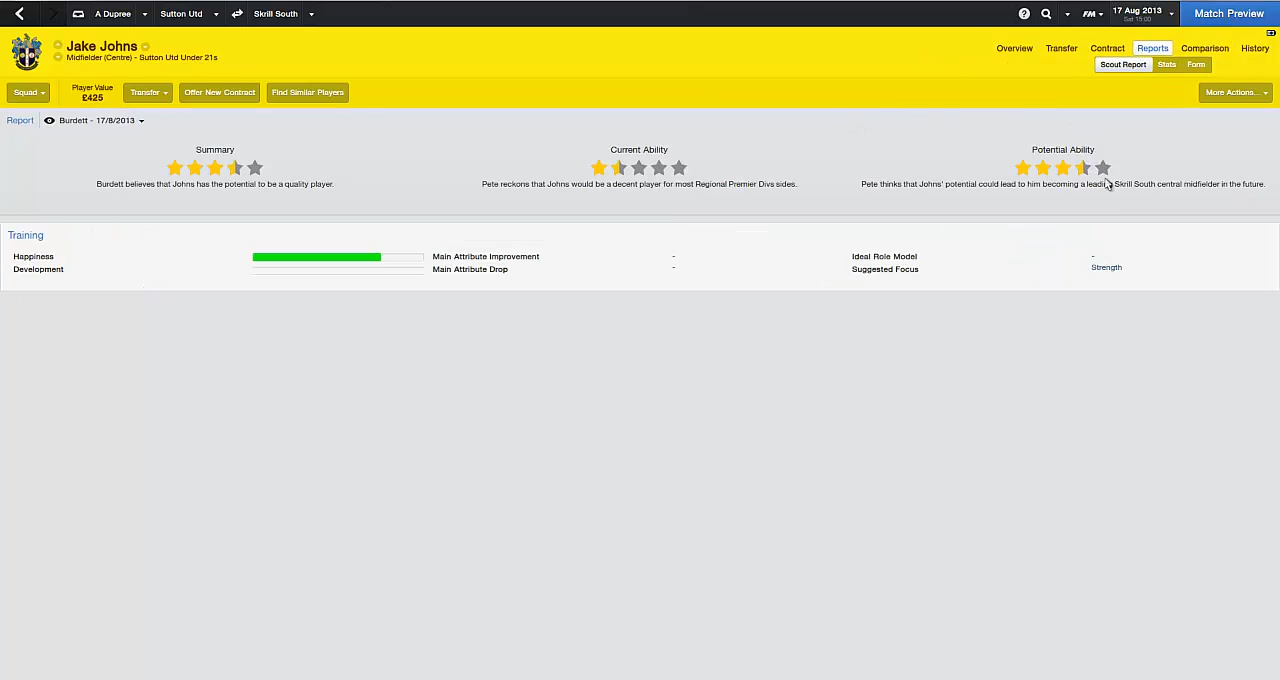 A Dupree Sutton Utd Skrill South FM 17 Aug 2013 Match Preview
Sat 15:00
Jake Johns
Midfielder (Centre) - Sutton Utd Under 21s
Overview Transfer Contract Reports Comparison History
Scout Report Stats Form
Squad Player Value Transfer Offer New Contract Find Similar Players More Actions...
£425
Report Burdett - 17/8/2013
Summary Current Ability Potential Ability
Burdett believes that Johns has the potential to be a quality player. Pete reckons that Johns would be a decent player for most Regional Premier Divs sides. Pete thinks that Johns' potential could lead to him becoming a leading Skrill South central midfielder in the future.
Training
Happiness Main Attribute Improvement - Ideal Role Model -
Development Main Attribute Drop - Suggested Focus Strength